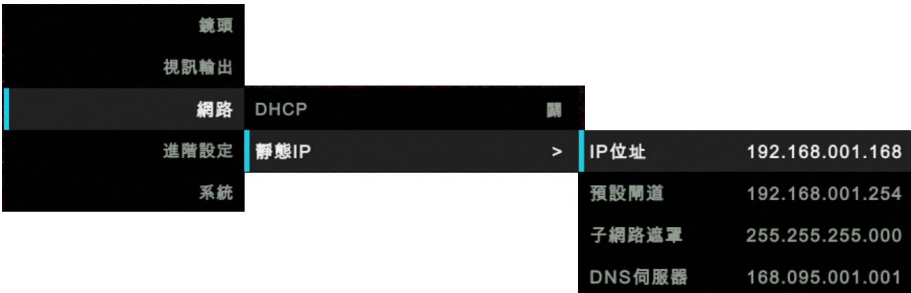 鏡頭
視訊輸出
網路 DHCP 關
進階設定 靜態IP > IP位址 192.168.001.168
系統 預設閘道 192.168.001.254
子網路遮罩 255.255.255.000
DNS伺服器 168.095.001.001